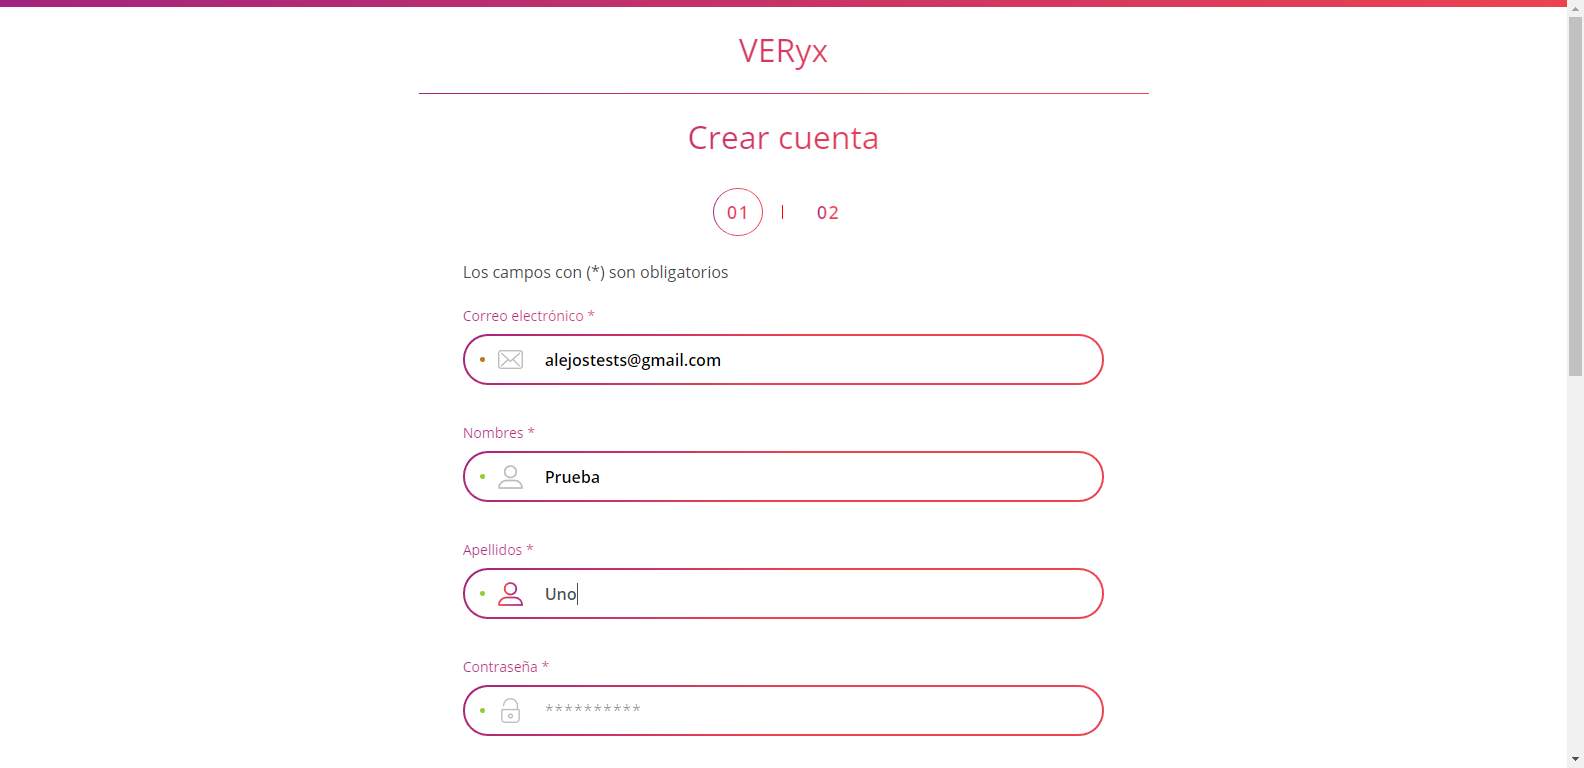 VERyx
Crear cuenta
01 | 02
Los campos con (*) son obligatorios
Correo electrónico *
alejostests@gmail.com
Nombres *
Prueba
Apellidos *
Uno
Contraseña *
**********